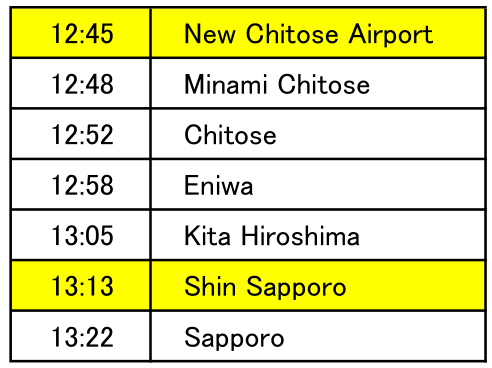 12:45 New Chitose Airport
12:48 Minami Chitose
12:52 Chitose
12:58 Eniwa
13:05 Kita Hiroshima
13:13 Shin Sapporo
13:22 Sapporo